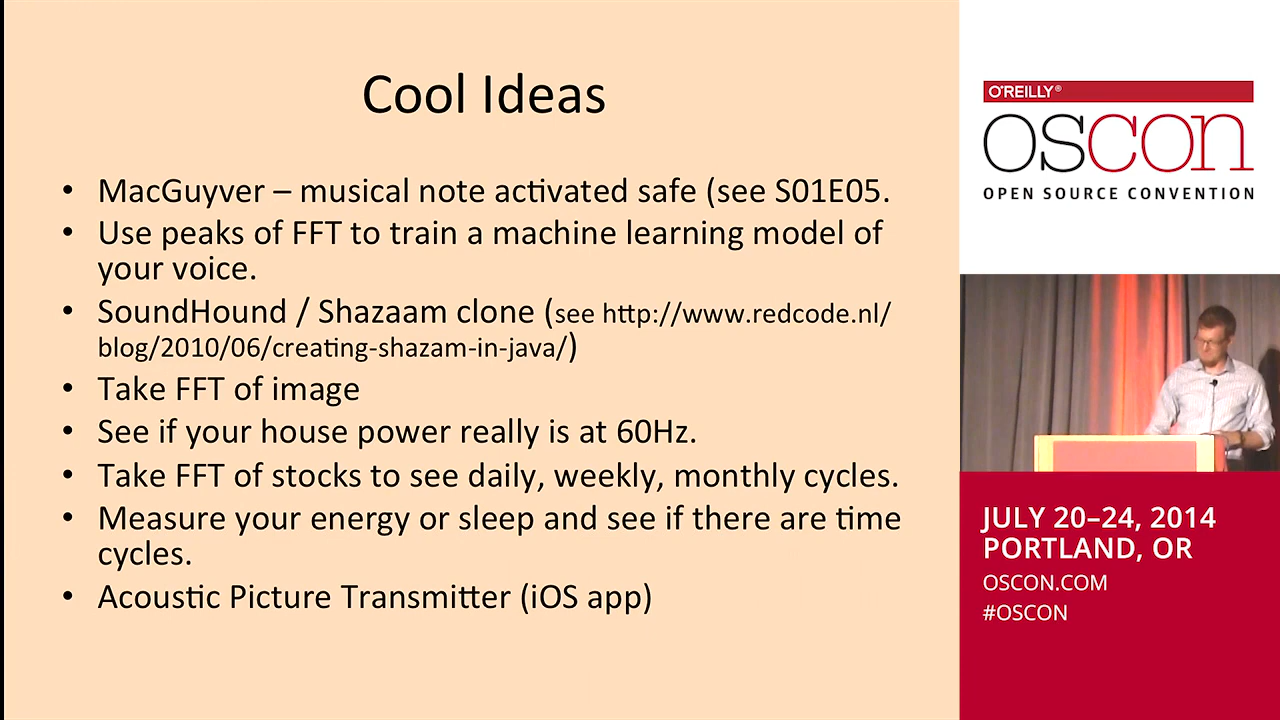 Cool Ideas
• MacGuyver – musical note activated safe (see S01E05.
• Use peaks of FFT to train a machine learning model of
your voice.
• SoundHound / Shazaam clone (see http://www.redcode.nl/
blog/2010/06/creating-shazam-in-java/)
• Take FFT of image
• See if your house power really is at 60Hz.
• Take FFT of stocks to see daily, weekly, monthly cycles.
• Measure your energy or sleep and see if there are time
cycles.
• Acoustic Picture Transmitter (iOS app)
O'REILLY®
OSCON
OPEN SOURCE CONVENTION
JULY 20–24, 2014
PORTLAND, OR
OSCON.COM
#OSCON